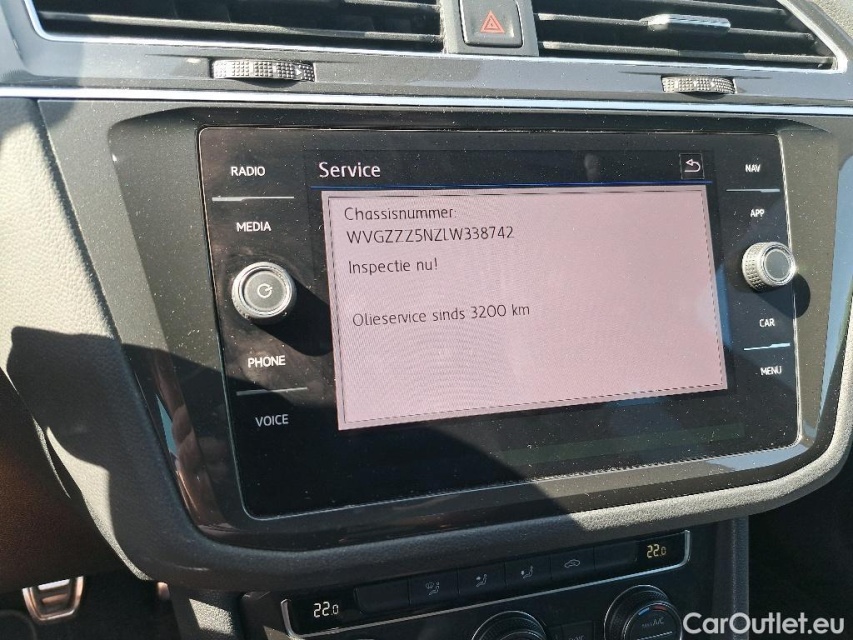 RADIO
Service
NAV
MEDIA
APP
Chassisnummer:
WVGZZZ5NZLW338742
Inspectie nu!
Olieservice sinds 3200 km
PHONE
CAR
MENU
VOICE
22.0
22.0
CarOutlet.eu